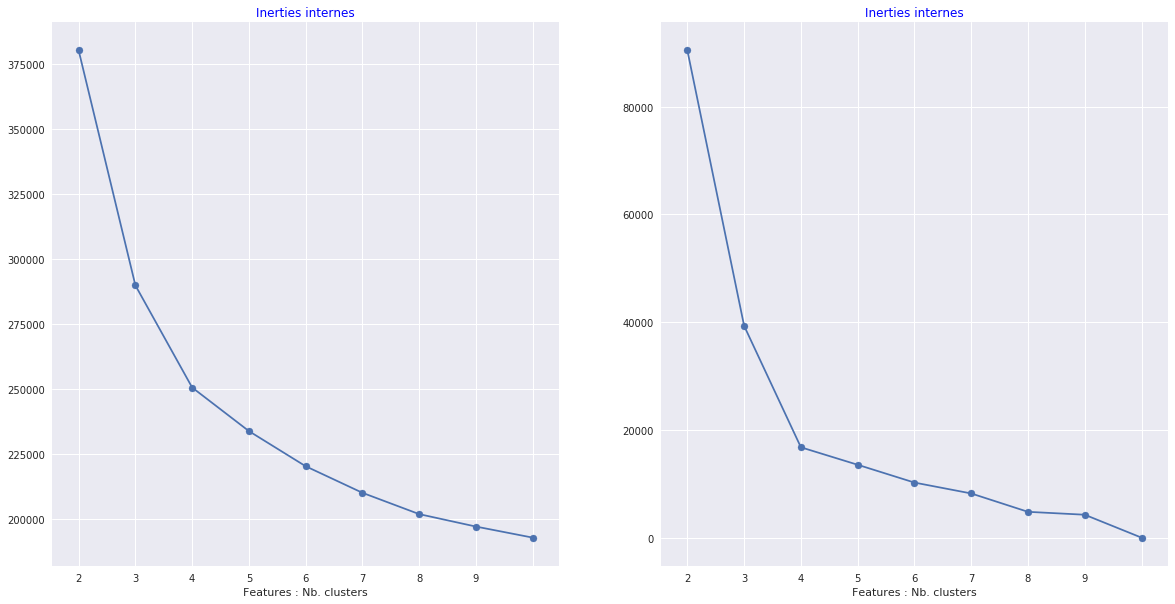 Inerties internes
375000
350000
325000
300000
275000
250000
225000
200000
2 3 4 5 6 7 8 9
Features : Nb. clusters
Inerties internes
80000
60000
40000
20000
0
2 3 4 5 6 7 8 9
Features : Nb. clusters